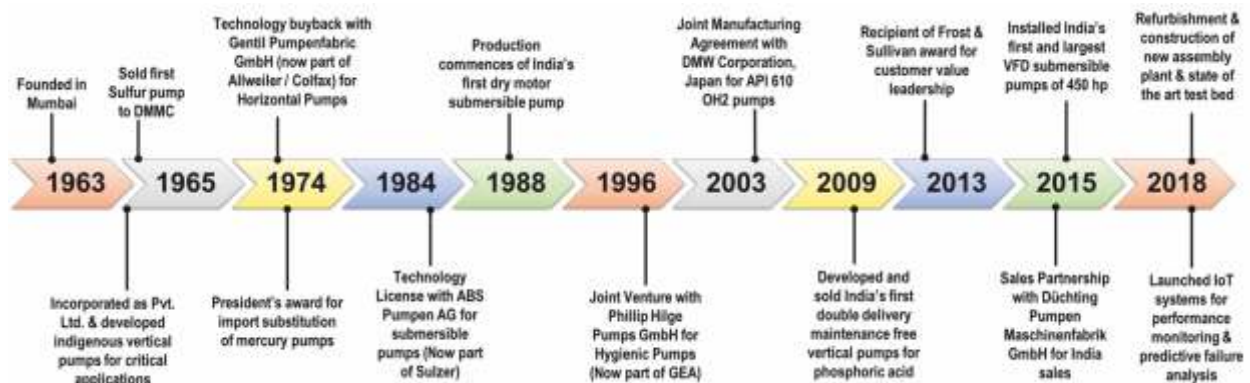 Founded in
Mumbai
Sold first
Sulfur pump
to DMMC
Technology buyback with
Gentil Pumpenfabric
GmbH (now part of
Allweiler / Colfax) for
Horizontal Pumps
Production
commences of India's
first dry motor
submersible pump
Joint Manufacturing
Agreement with
DMW Corporation,
Japan for API 610
OH2 pumps
Recipient of Frost &
Sullivan award for
customer value
leadership
Installed India's
first and largest
VFD submersible
pumps of 450 hp
Refurbishment &
construction of
new assembly
plant & state of
the art test bed
1963
1965
1974
1984
1988
1996
2003
2009
2013
2015
2018
Incorporated as Pvt.
Ltd. & developed
indigenous vertical
pumps for critical
applications
President's award for
import substitution
of mercury pumps
Technology
License with ABS
Pumpen AG for
submersible
pumps (Now part
of Sulzer)
Joint Venture with
Phillip Hilge
Pumps GmbH for
Hygienic Pumps
(Now part of GEA)
Developed and
sold India's first
double delivery
maintenance free
vertical pumps for
phosphoric acid
Sales Partnership
with Düchting
Pumpen
Maschinenfabrik
GmbH for India
sales
Launched IoT
systems for
performance
monitoring &
predictive failure
analysis